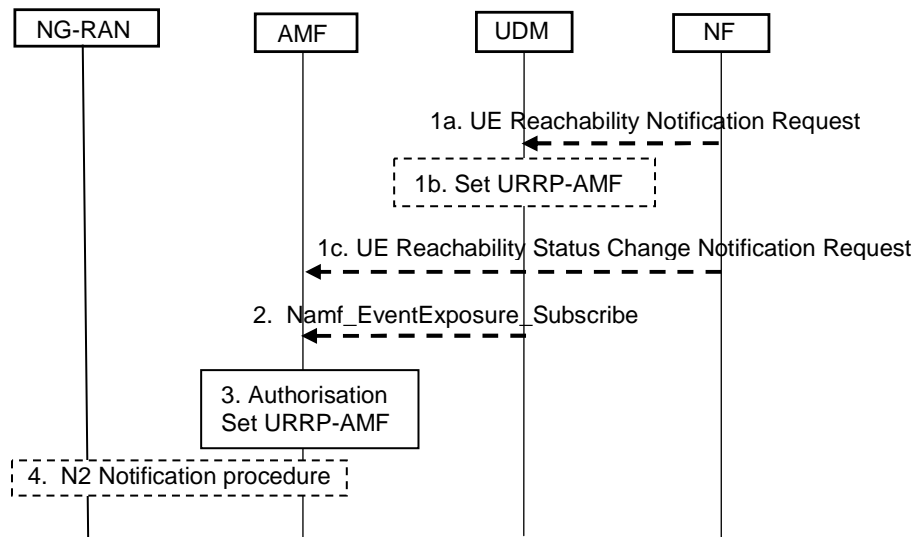 NG-RAN
AMF
UDM
NF
1a. UE Reachability Notification Request
1b. Set URRP-AMF
1c. UE Reachability Status Change Notification Request
2. Namf_EventExposure_Subscribe
3. Authorisation
Set URRP-AMF
4. N2 Notification procedure